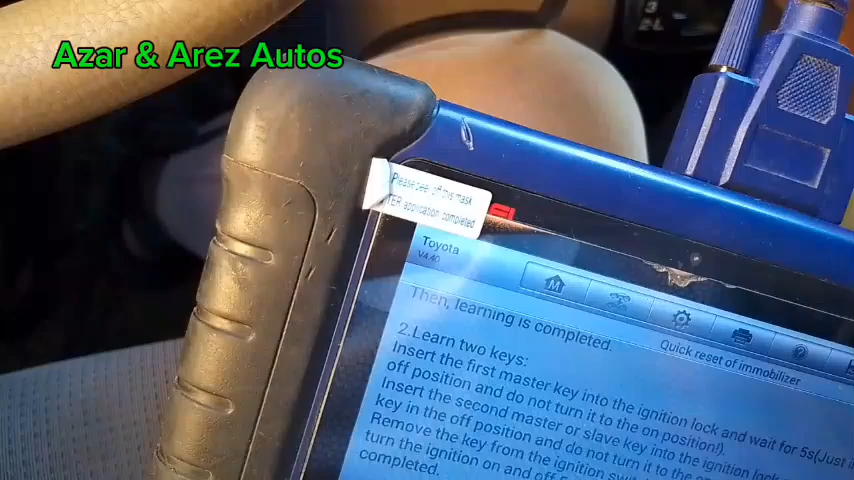 Azar & Arez Autos
3
2 L
Please peel off this mask
TER application completed
Toyota
V4.40
M
Then, learning is completed.
Quick reset of immobilizer
2.Learn two keys:
Insert the first master key into the ignition lock and wait for 5s(Just i
off position and do not turn it to the on position!).
Insert the second master or slave key into the ignition lock
key in the off position and do not turn it to the
Remove the key from the ignition
turn the ignition on and off
completed.